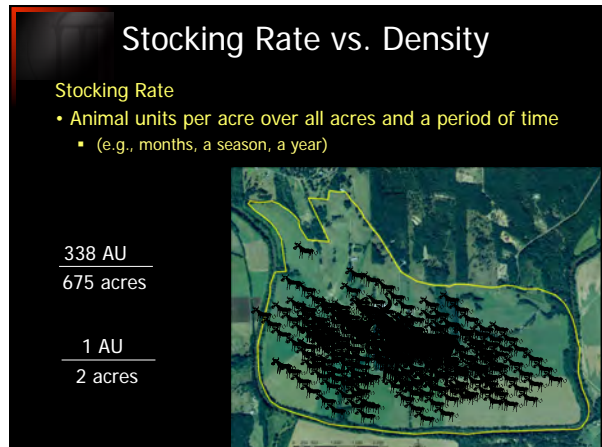 Stocking Rate vs. Density
Stocking Rate
• Animal units per acre over all acres and a period of time
▪ (e.g., months, a season, a year)
338 AU
675 acres
1 AU
2 acres